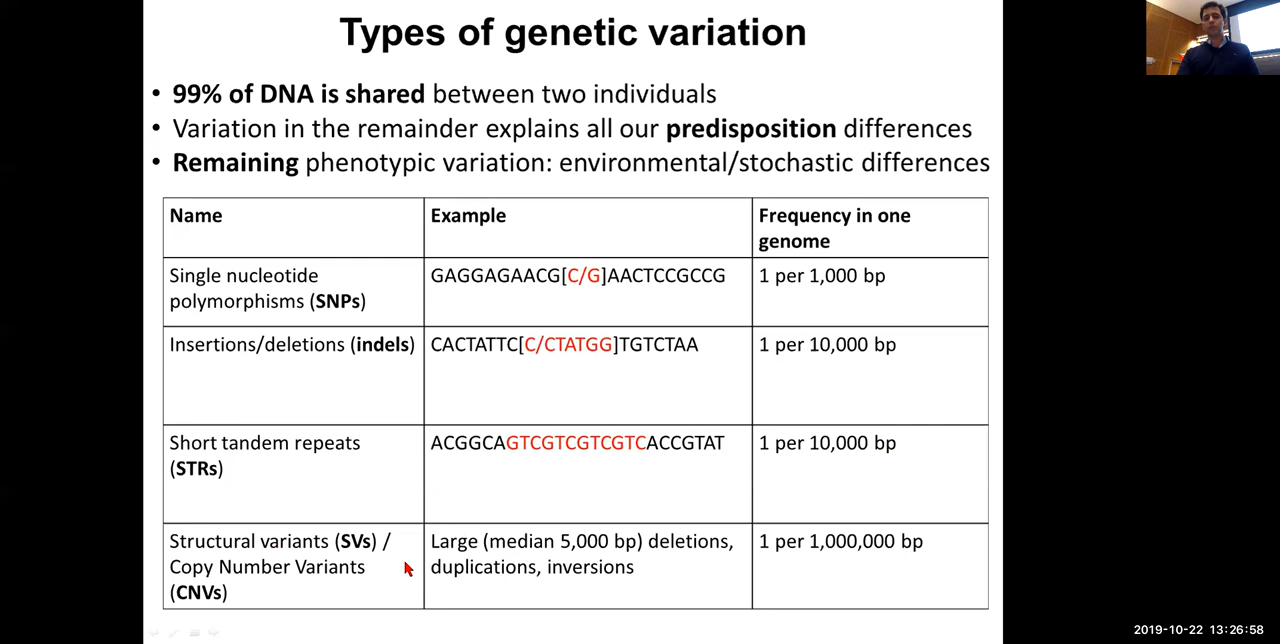 Types of genetic variation
• 99% of DNA is shared between two individuals
• Variation in the remainder explains all our predisposition differences
• Remaining phenotypic variation: environmental/stochastic differences
Name
Example
Frequency in one
genome
Single nucleotide
polymorphisms (SNPs)
GAGGAGAACG[C/G]AACTCCGCCG
1 per 1,000 bp
Insertions/deletions (indels)
CACTATTC[C/CTATGG]TGTCTAA
1 per 10,000 bp
Short tandem repeats
(STRs)
ACGGCAGTCGTCGTCGTCACCGTAT
1 per 10,000 bp
Structural variants (SVs) /
Copy Number Variants
(CNVs)
Large (median 5,000 bp) deletions,
duplications, inversions
1 per 1,000,000 bp
2019-10-22 13:26:58